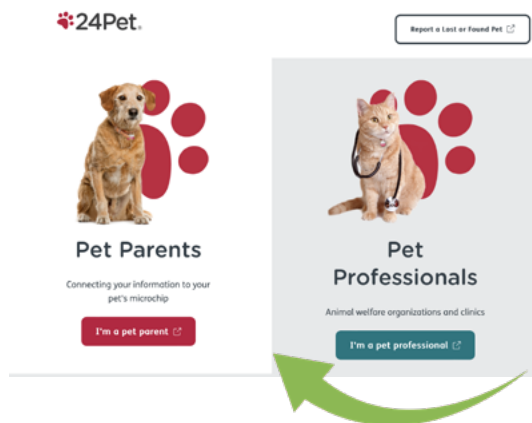 24Pet®
Report a Lost or Found Pet
Pet Parents
Connecting your information to your
pet's microchip
I'm a pet parent
Pet
Professionals
Animal welfare organizations and clinics
I'm a pet professional